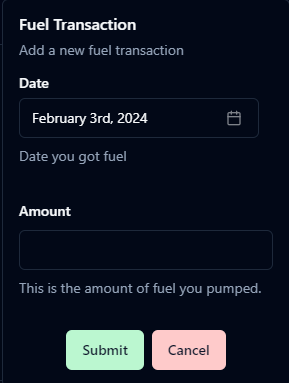 Fuel Transaction
Add a new fuel transaction
Date
February 3rd, 2024
Date you got fuel
Amount
This is the amount of fuel you pumped.
Submit Cancel